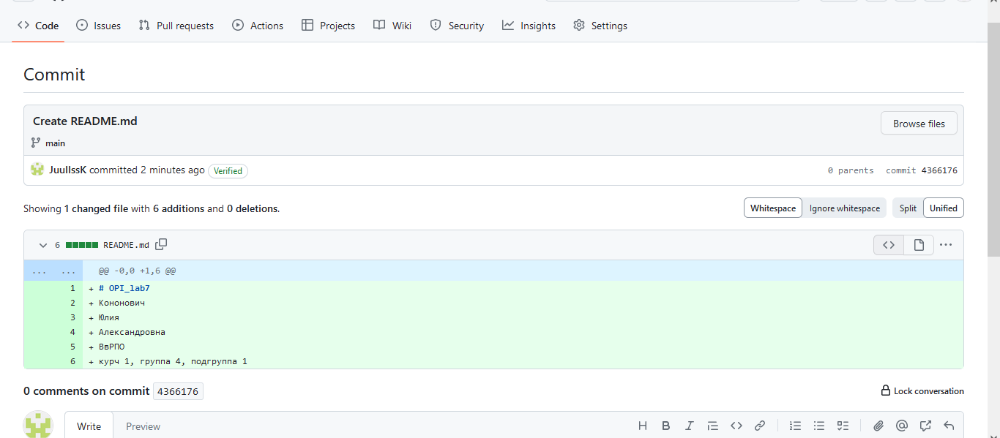 Code Issues Pull requests Actions Projects Wiki Security Insights Settings
Commit
Create README.md
Browse files
main
JuullssK committed 2 minutes ago Verified 0 parents commit 4366176
Showing 1 changed file with 6 additions and 0 deletions. Whitespace Ignore whitespace Split Unified
6 README.md
... ... @@ -0,0 +1,6 @@
1 + # OPI_lab7
2 + Кононович
3 + Юлия
4 + Александровна
5 + ВвРПО
6 + курч 1, группа 4, подгруппа 1
0 comments on commit 4366176 Lock conversation
Write Preview